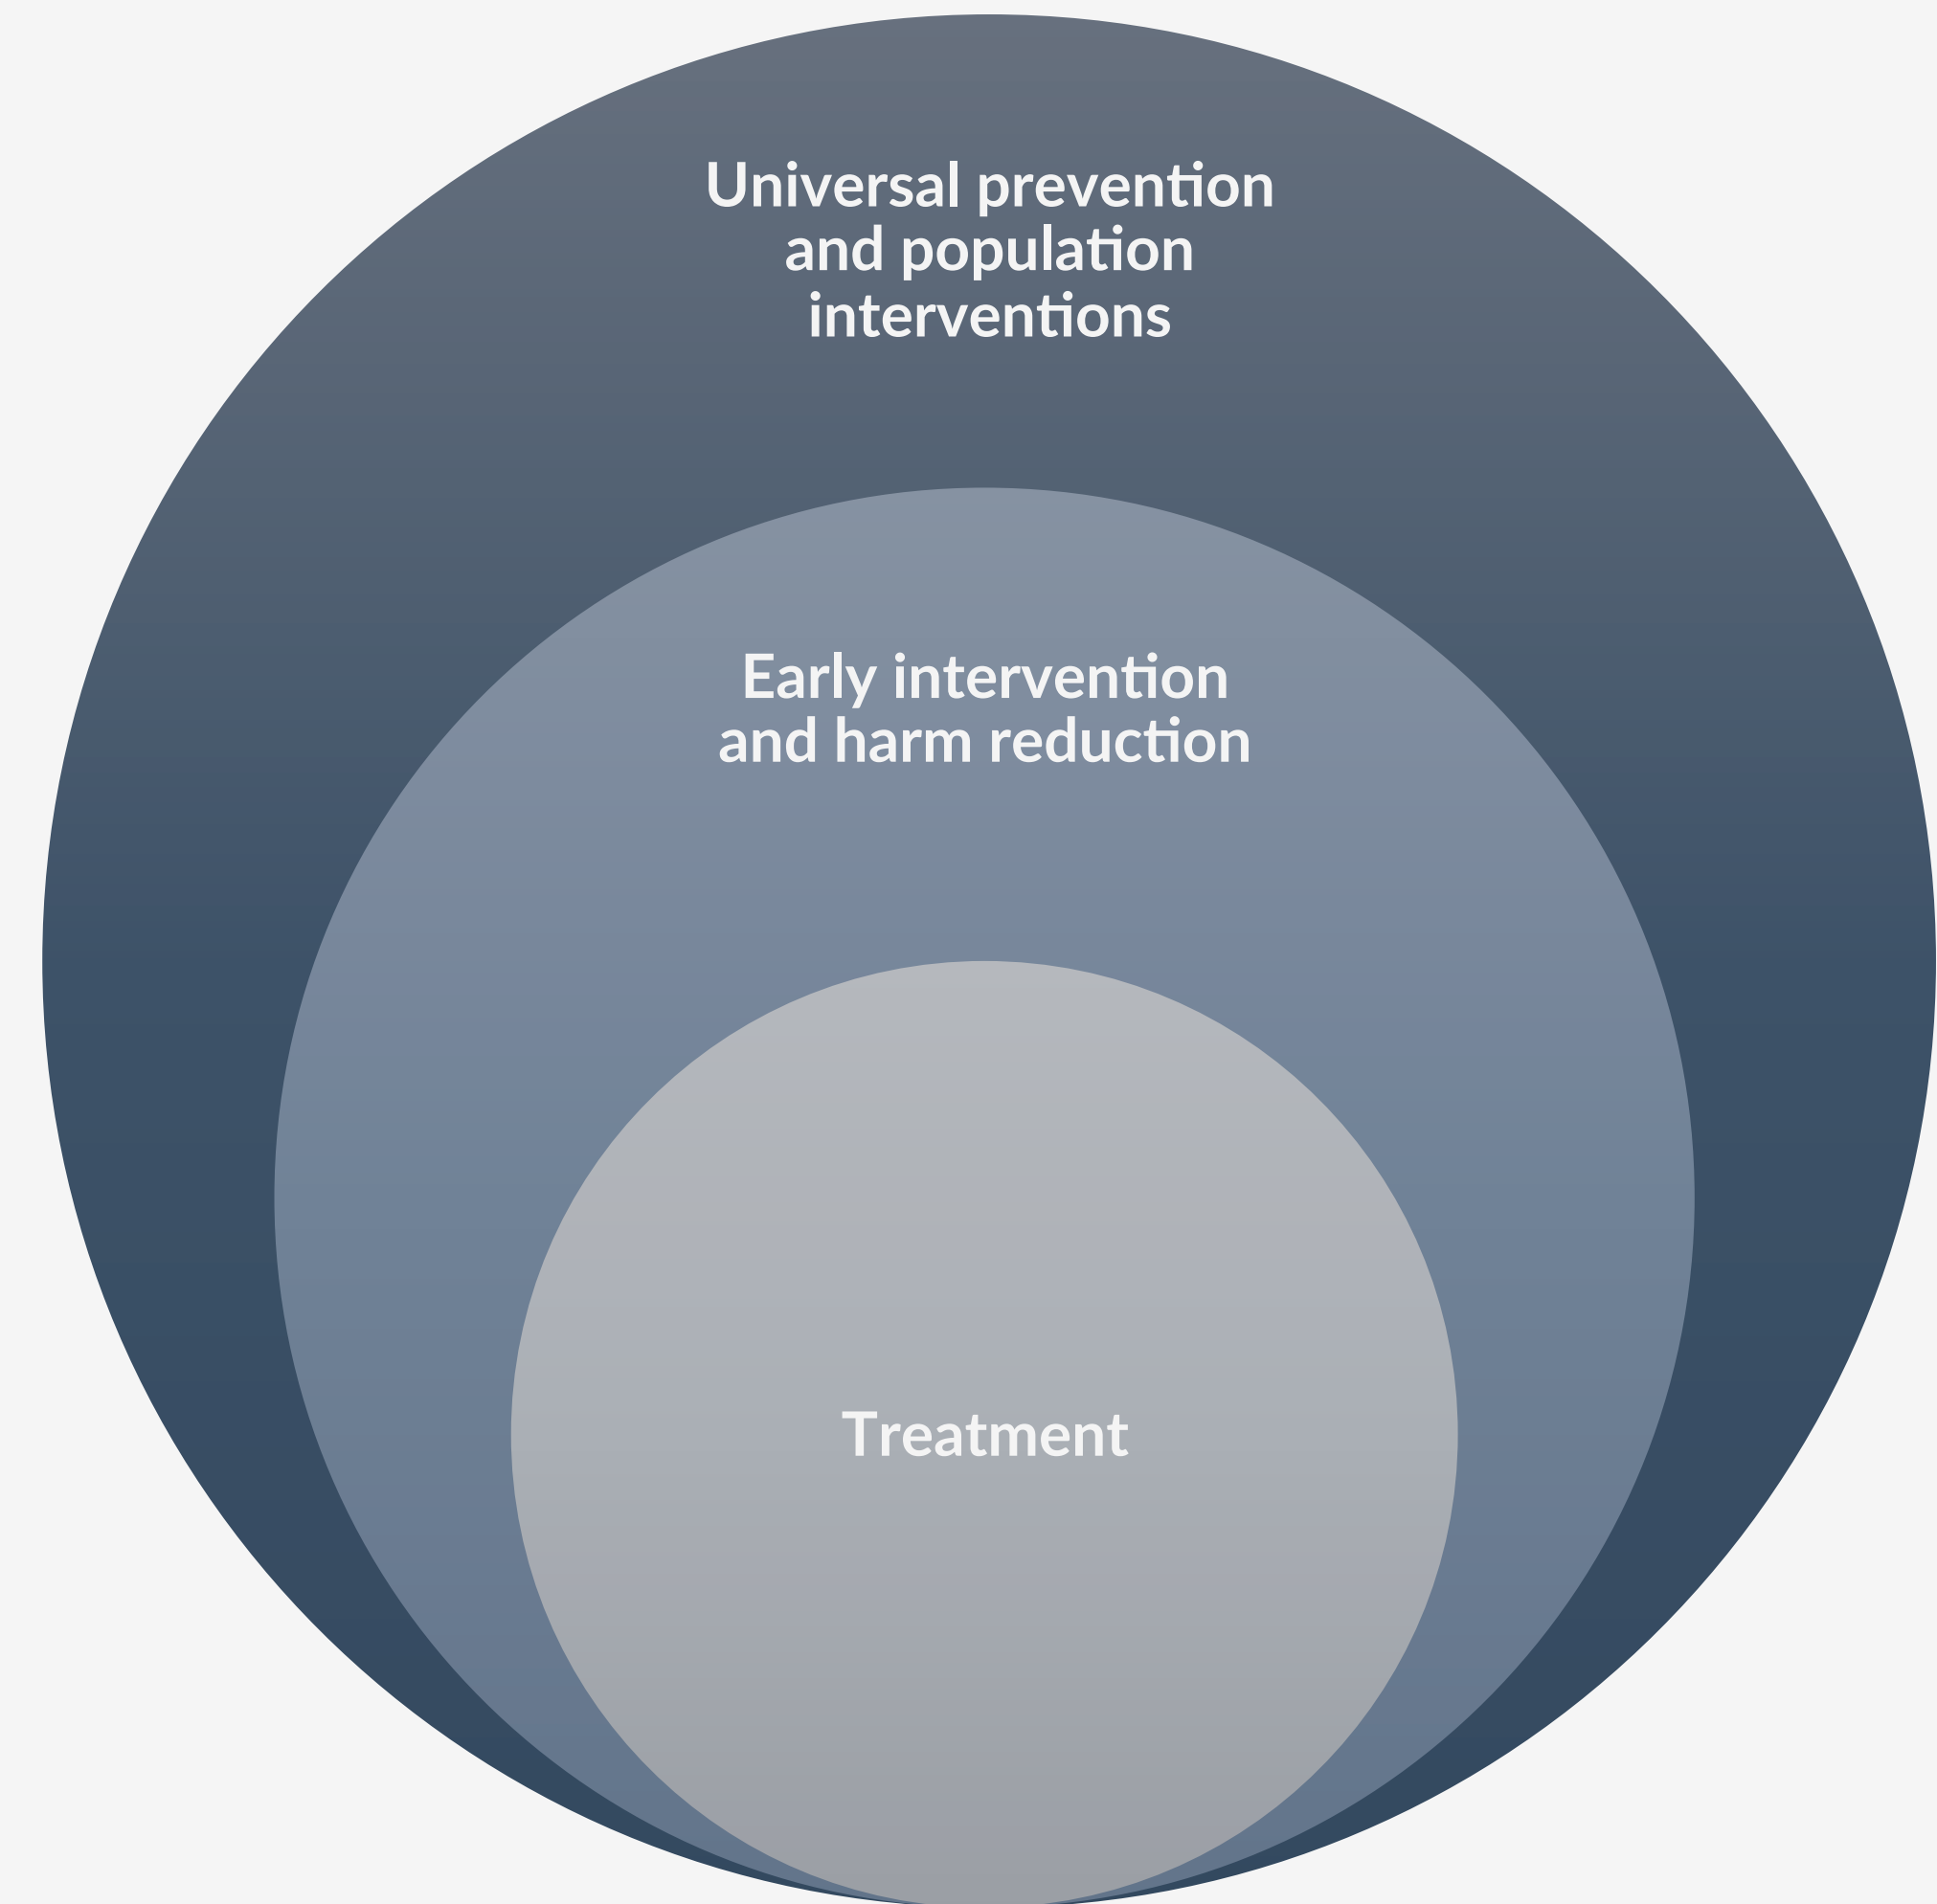 Universal prevention
and population
interventions
Early intervention
and harm reduction
Treatment